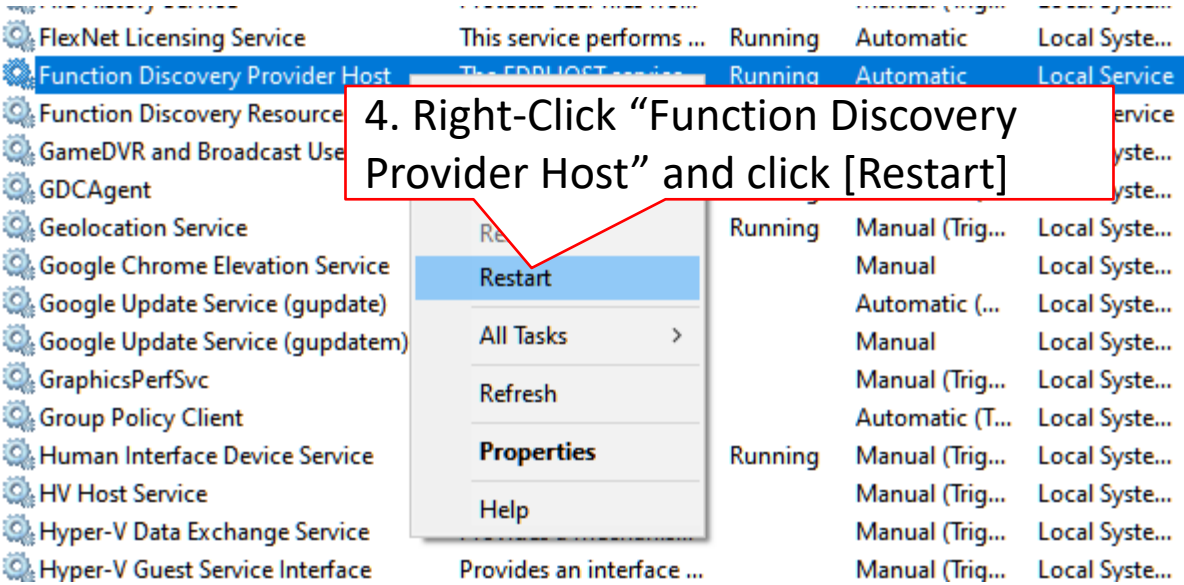 FlexNet Licensing Service This service performs ... Running Automatic Local Syste...
Function Discovery Provider Host The FDPHOST service Running Automatic Local Service
Function Discovery Resource ervice
4. Right-Click “Function Discovery
Provider Host” and click [Restart]
GameDVR and Broadcast Use yste...
GDCAgent yste...
Geolocation Service Running Manual (Trig... Local Syste...
Google Chrome Elevation Service Manual Local Syste...
Restart
Google Update Service (gupdate) Automatic (... Local Syste...
All Tasks >
Google Update Service (gupdatem) Manual Local Syste...
GraphicsPerfSvc Manual (Trig... Local Syste...
Refresh
Group Policy Client Automatic (T... Local Syste...
Properties
Human Interface Device Service Running Manual (Trig... Local Syste...
HV Host Service Manual (Trig... Local Syste...
Help
Hyper-V Data Exchange Service Manual (Trig... Local Syste...
Hyper-V Guest Service Interface Provides an interface ... Manual (Trig... Local Syste...